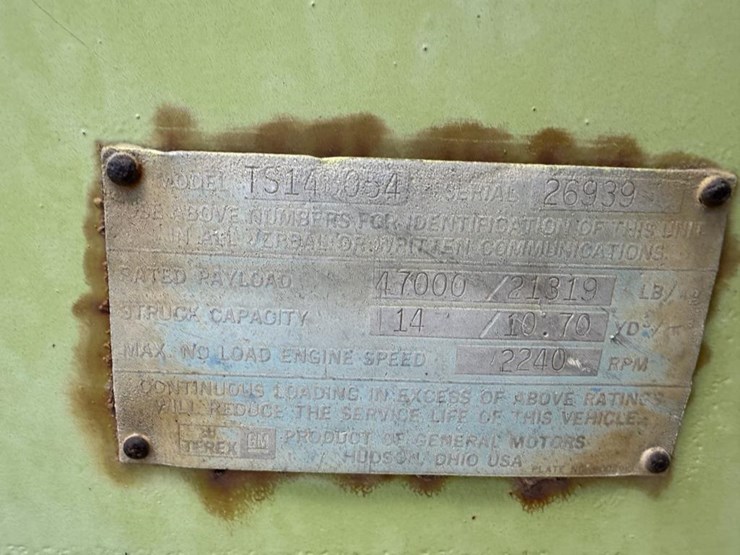 MODEL TS14 SERIAL 26939
USE ABOVE NUMBERS FOR IDENTIFICATION OF THIS UNIT
IN ALL VERBAL OR WRITTEN COMMUNICATIONS
RATED PAYLOAD 47000 / 21319 LB/
STRUCK CAPACITY 14 / 10.70 YD³/
MAX. NO LOAD ENGINE SPEED 2240 RPM
CONTINUOUS LOADING IN EXCESS OF ABOVE RATINGS
WILL REDUCE THE SERVICE LIFE OF THIS VEHICLE
TEREX GM PRODUCT OF GENERAL MOTORS
HUDSON, OHIO USA
PLATE NO.